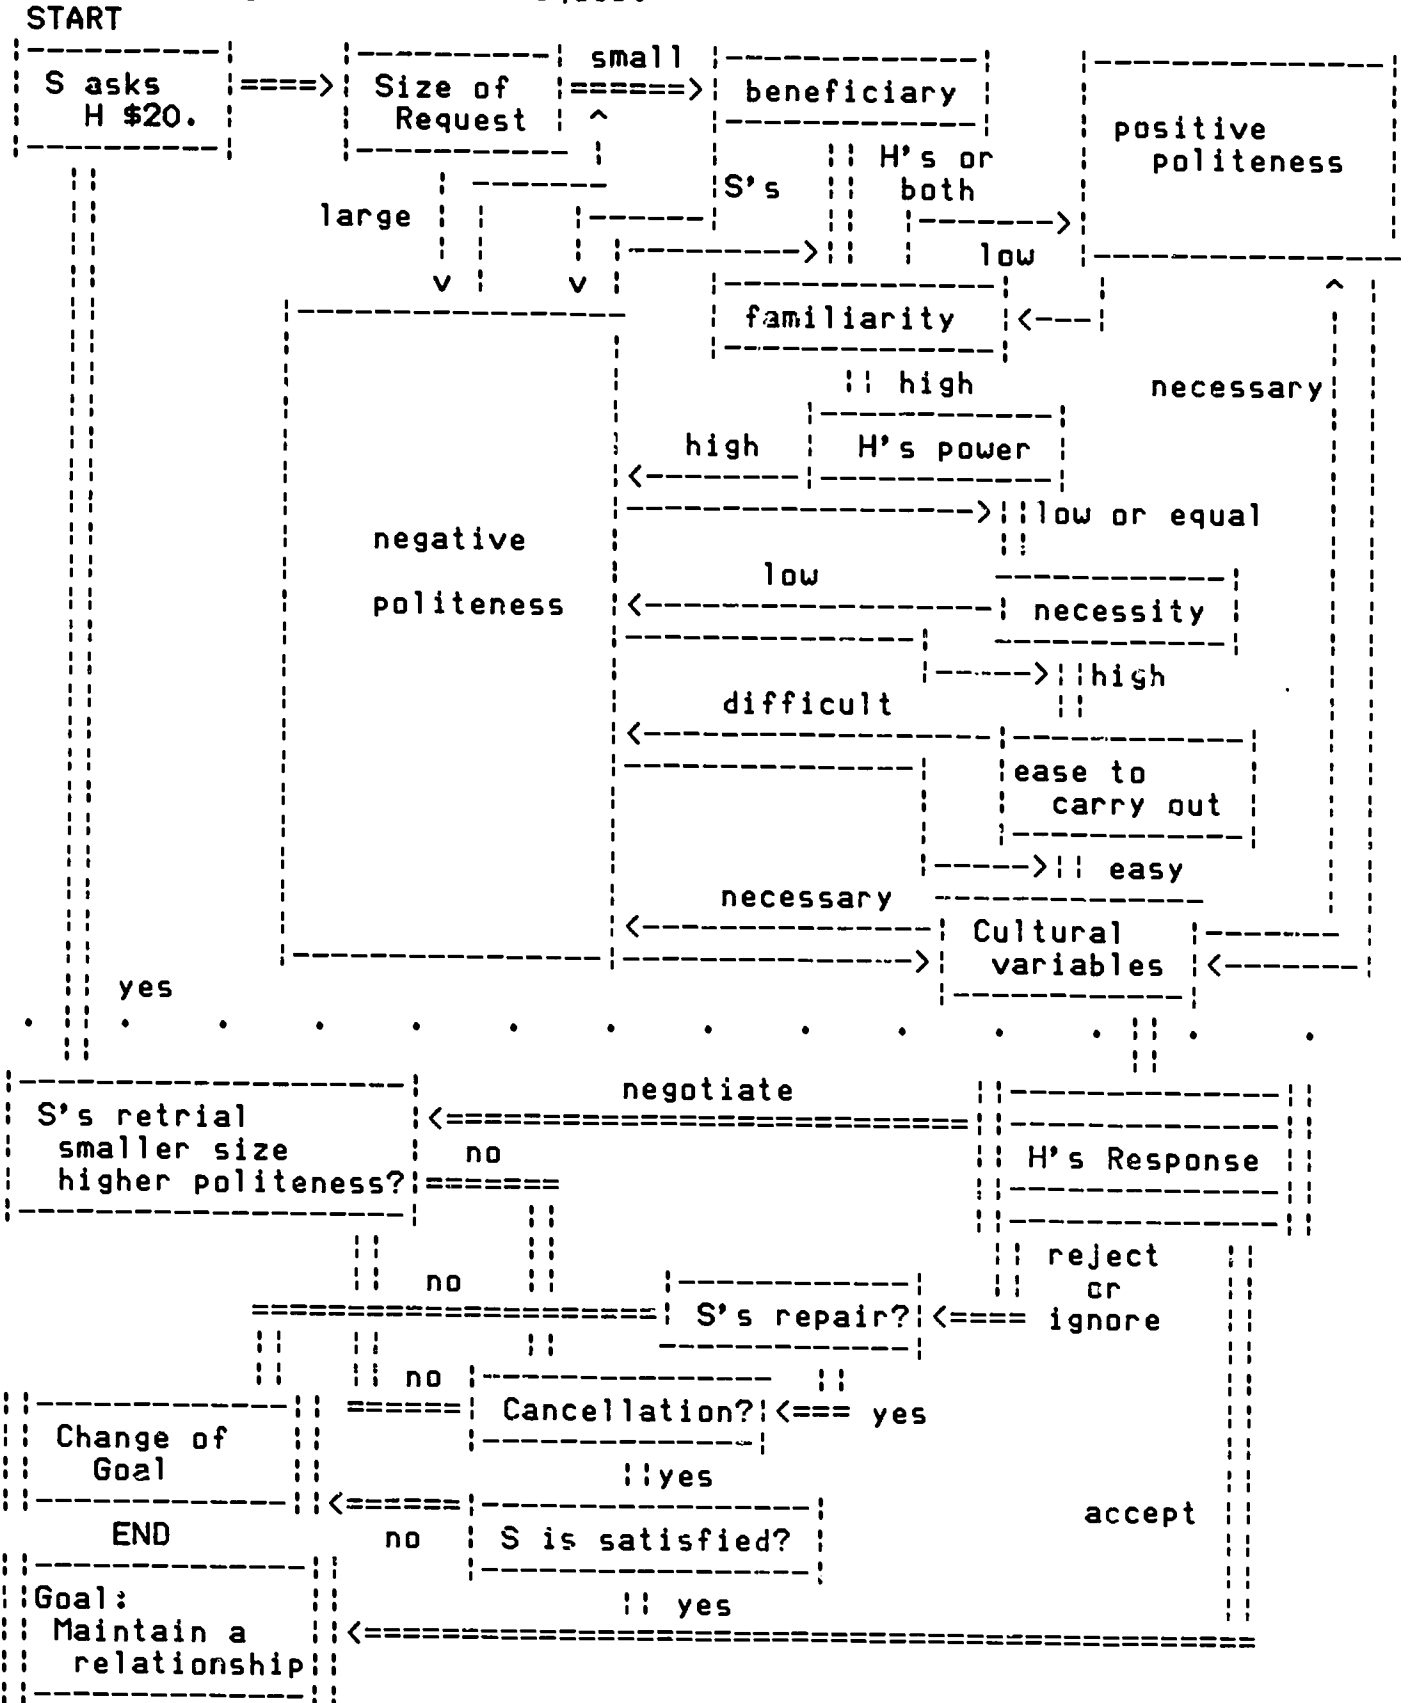 START
S asks
H $20.
Size of
Request
small
beneficiary
positive
politeness
H's or
both
S's
large
low
familiarity
high
necessary
H's power
high
low or equal
negative
politeness
low
necessity
high
difficult
ease to
carry out
easy
necessary
Cultural
variables
yes
negotiate
S's retrial
smaller size
higher politeness?
no
H's Response
reject
or
ignore
no
S's repair?
no
Cancellation?
yes
Change of
Goal
yes
accept
END
no
S is satisfied?
Goal:
Maintain a
relationship
yes